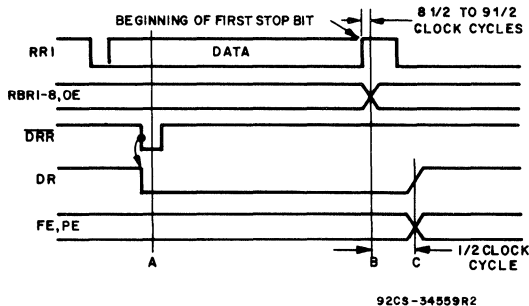 BEGINNING OF FIRST STOP BIT
8 1/2 TO 9 1/2
CLOCK CYCLES
RRI
DATA
RBR1-8, OE
DRR
DR
FE, PE
A
B
C
1/2 CLOCK
CYCLE
92CS-34559R2